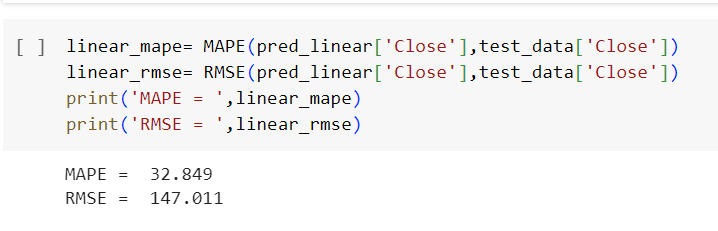 [ ] linear_mape= MAPE(pred_linear['Close'],test_data['Close'])
linear_rmse= RMSE(pred_linear['Close'],test_data['Close'])
print('MAPE = ',linear_mape)
print('RMSE = ',linear_rmse)
MAPE =  32.849
RMSE =  147.011